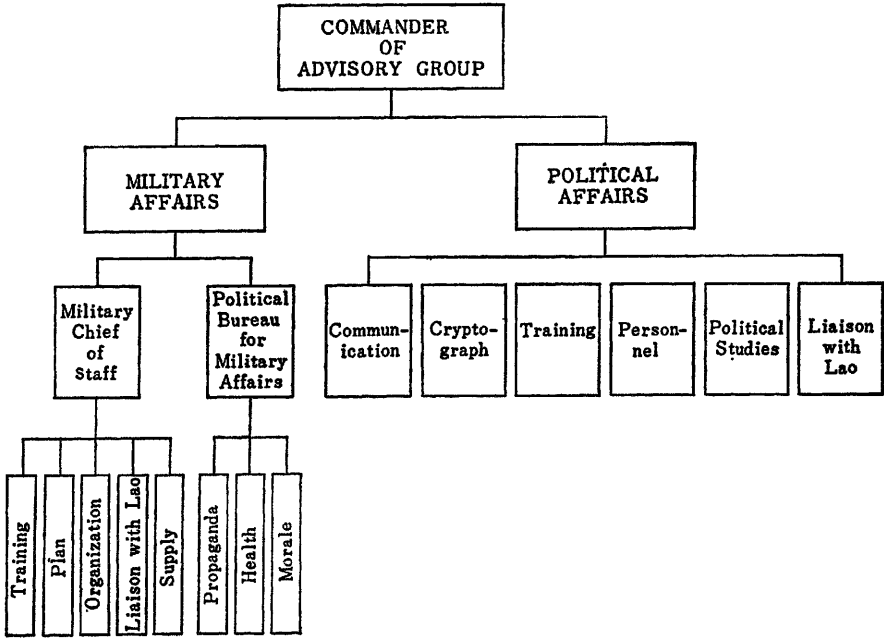 COMMANDER
OF
ADVISORY GROUP
MILITARY
AFFAIRS
POLITICAL
AFFAIRS
Military
Chief
of
Staff
Political
Bureau
for
Military
Affairs
Commun-
ication
Crypto-
graph
Training
Person-
nel
Political
Studies
Liaison
with
Lao
Training
Plan
Organization
Liaison with Lao
Supply
Propaganda
Health
Morale